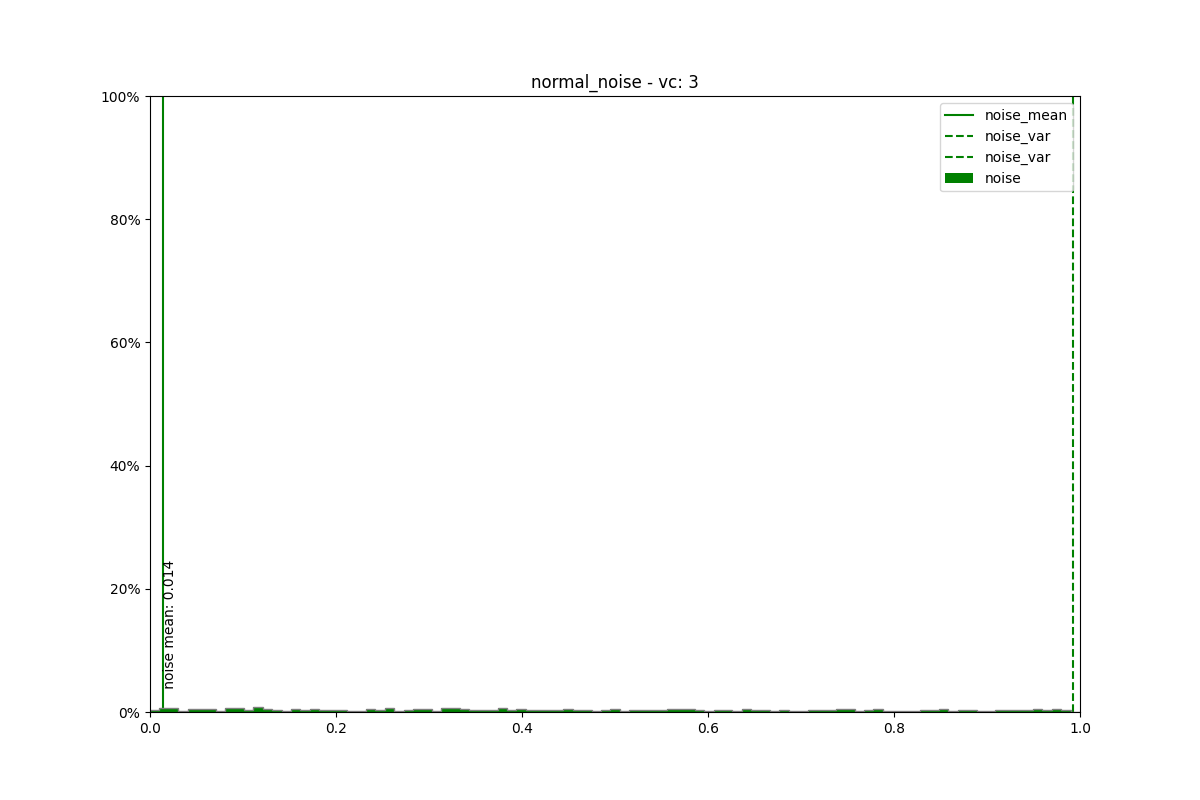 normal_noise - vc: 3
100%
80%
60%
40%
20%
0%
noise_mean
noise_var
noise_var
noise
noise mean: 0.014
0.0 0.2 0.4 0.6 0.8 1.0